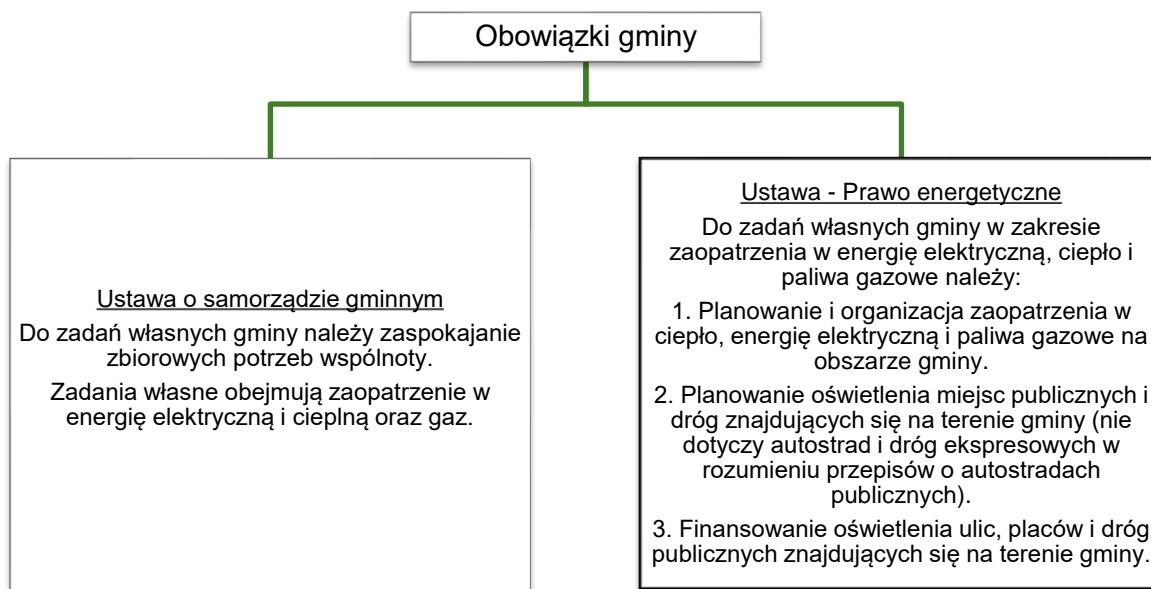 Obowiązki gminy
Ustawa o samorządzie gminnym
Do zadań własnych gminy należy zaspokajanie
zbiorowych potrzeb wspólnoty.
Zadania własne obejmują zaopatrzenie w
energię elektryczną i cieplną oraz gaz.
Ustawa - Prawo energetyczne
Do zadań własnych gminy w zakresie
zaopatrzenia w energię elektryczną, ciepło i
paliwa gazowe należy:
1. Planowanie i organizacja zaopatrzenia w
ciepło, energię elektryczną i paliwa gazowe na
obszarze gminy.
2. Planowanie oświetlenia miejsc publicznych i
dróg znajdujących się na terenie gminy (nie
dotyczy autostrad i dróg ekspresowych w
rozumieniu przepisów o autostradach
publicznych).
3. Finansowanie oświetlenia ulic, placów i dróg
publicznych znajdujących się na terenie gminy.